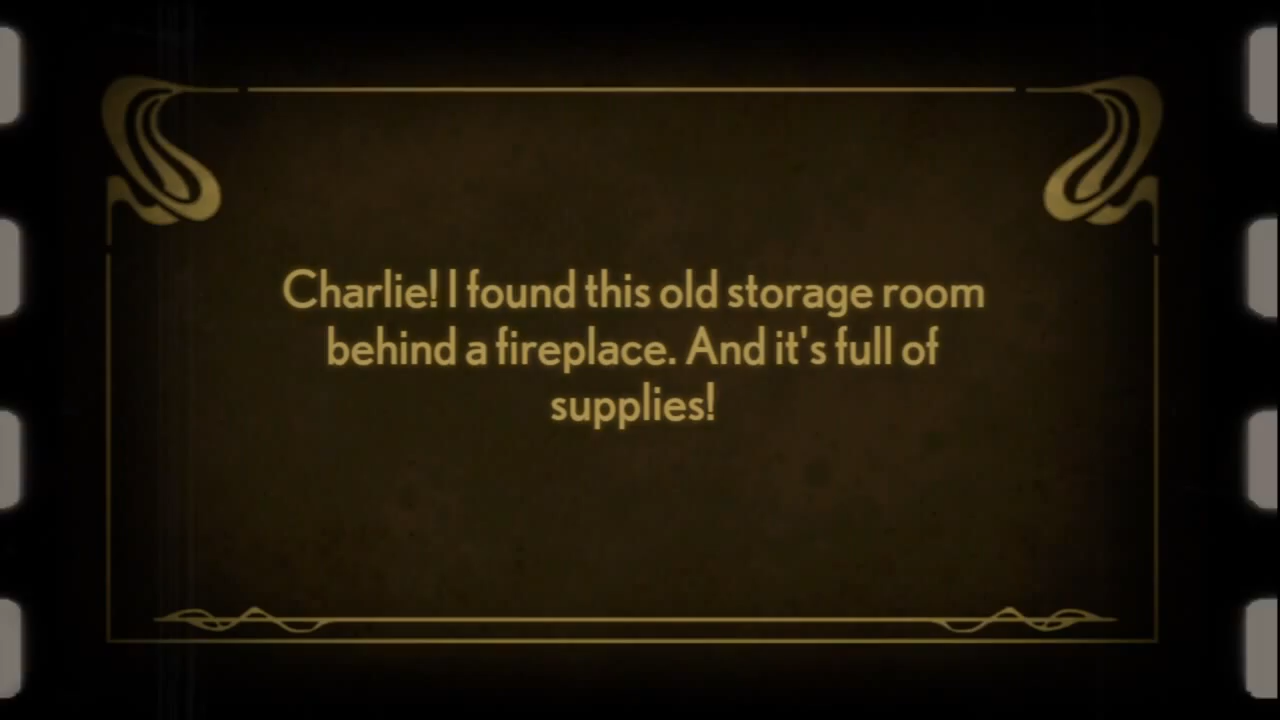 Charlie! I found this old storage room
behind a fireplace. And it's full of
supplies!